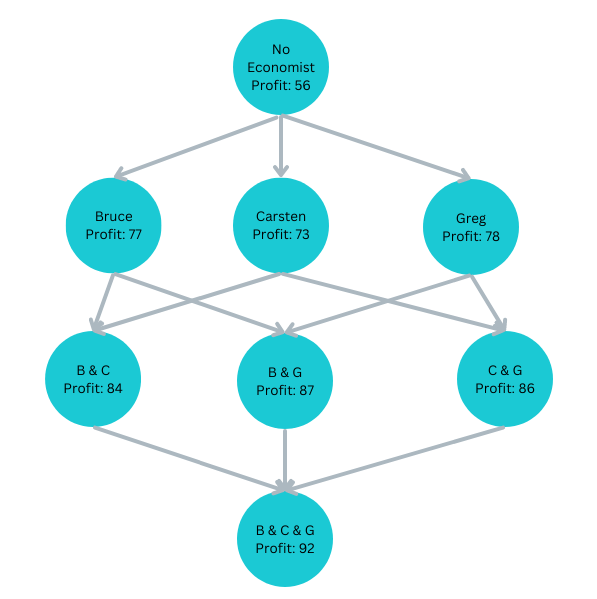 No
Economist
Profit: 56
Bruce
Profit: 77
Carsten
Profit: 73
Greg
Profit: 78
B & C
Profit: 84
B & G
Profit: 87
C & G
Profit: 86
B & C & G
Profit: 92